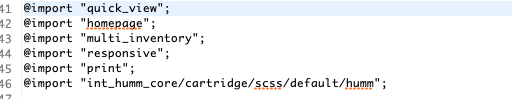 41 @import "quick_view";
42 @import "homepage";
43 @import "multi_inventory";
44 @import "responsive";
45 @import "print";
46 @import "int_humm_core/cartridge/scss/default/humm";
47